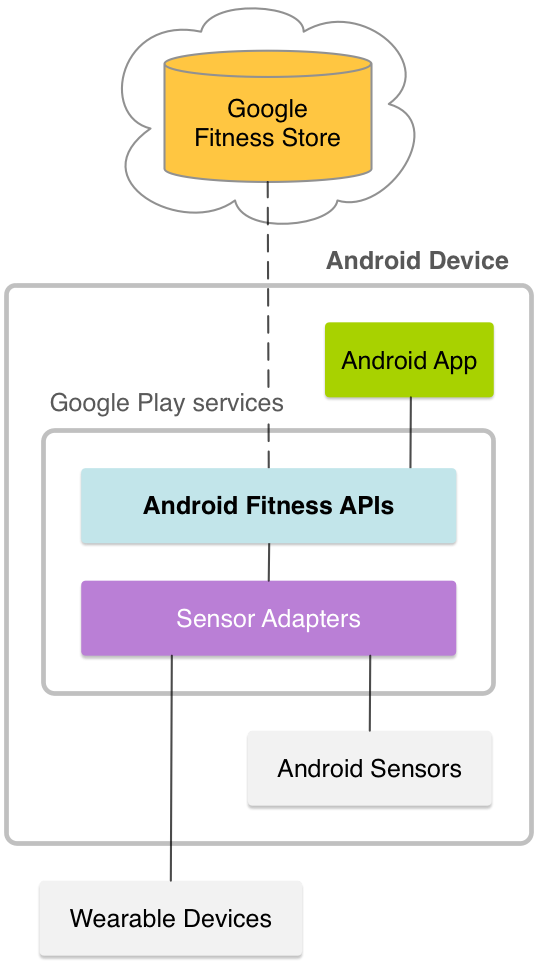 Google
Fitness Store
Android Device
Android App
Google Play services
Android Fitness APIs
Sensor Adapters
Android Sensors
Wearable Devices